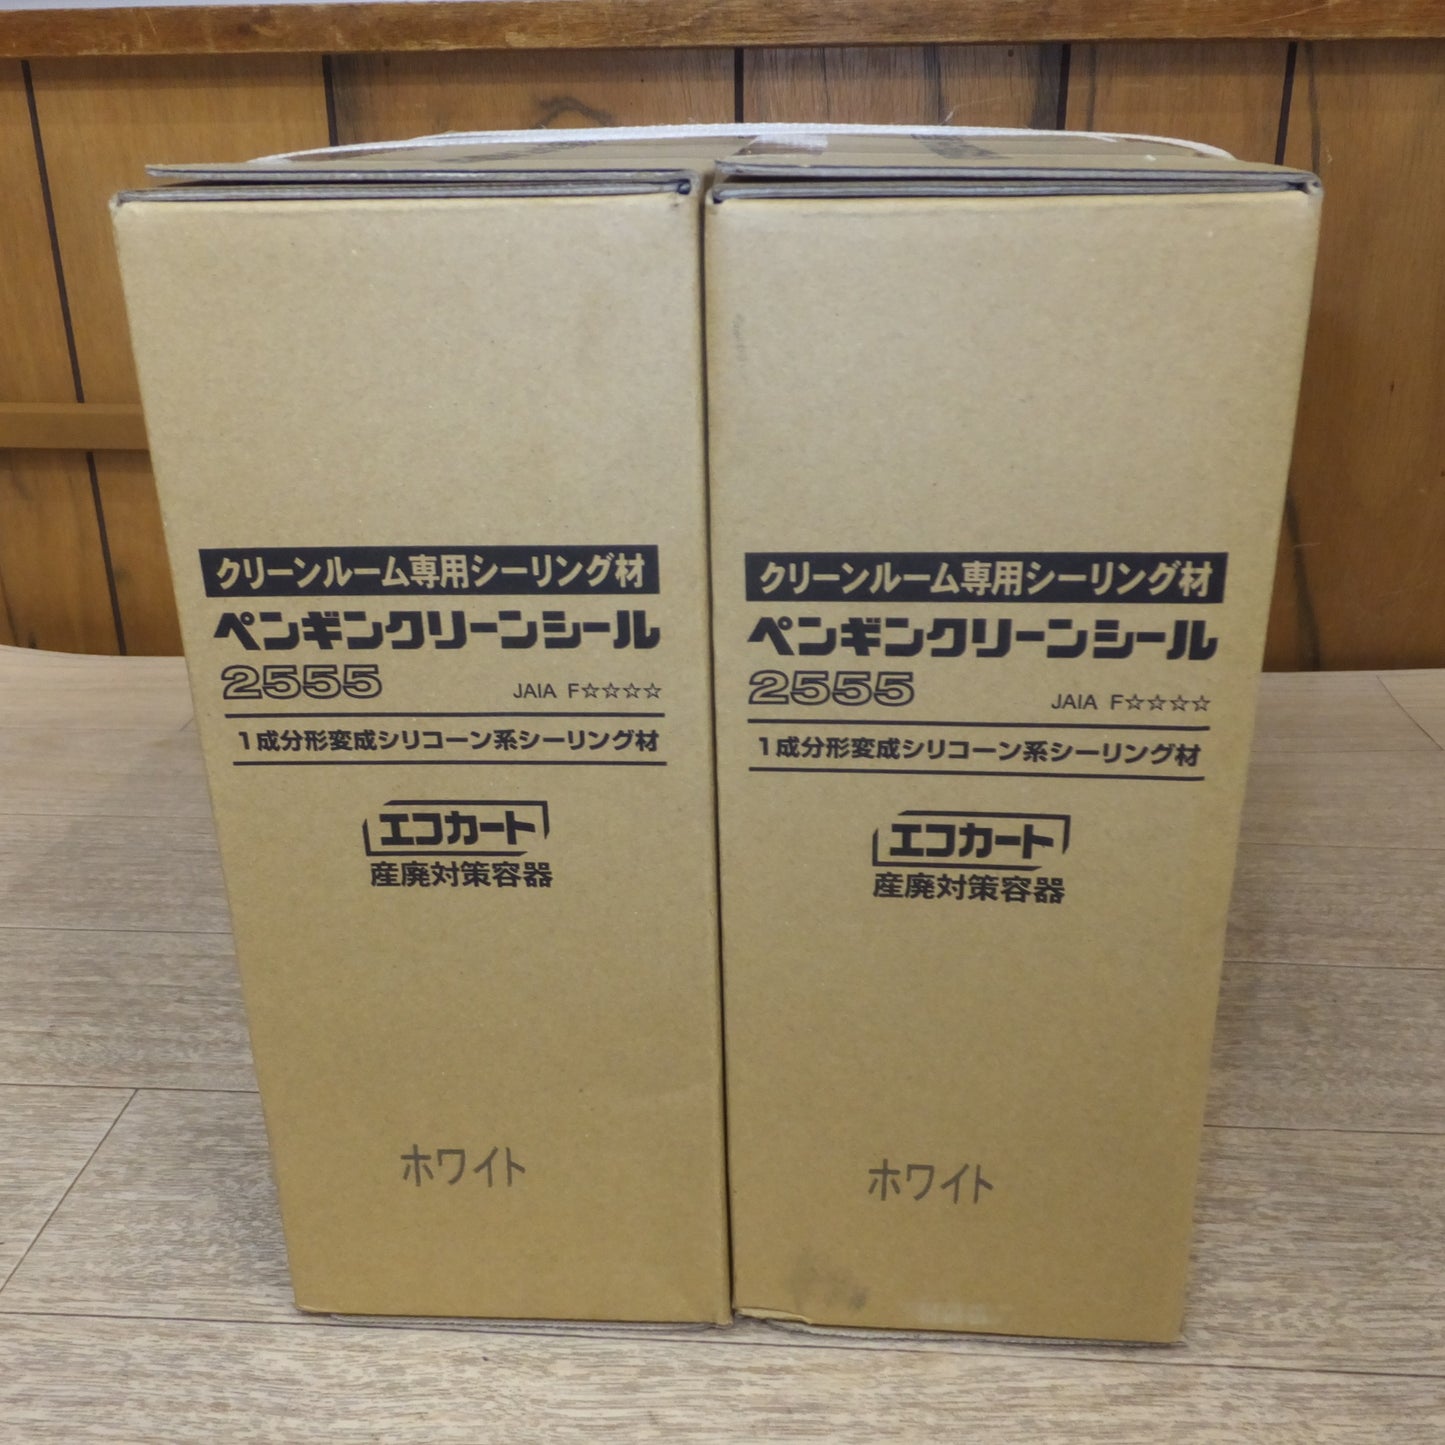 クリーンルーム専用シーリング材
ペンギンクリーンシール
2555 JAIA F☆☆☆☆
1成分形変成シリコーン系シーリング材
エコカート
産廃対策容器
ホワイト
クリーンルーム専用シーリング材
ペンギンクリーンシール
2555 JAIA F☆☆☆☆
1成分形変成シリコーン系シーリング材
エコカート
産廃対策容器
ホワイト